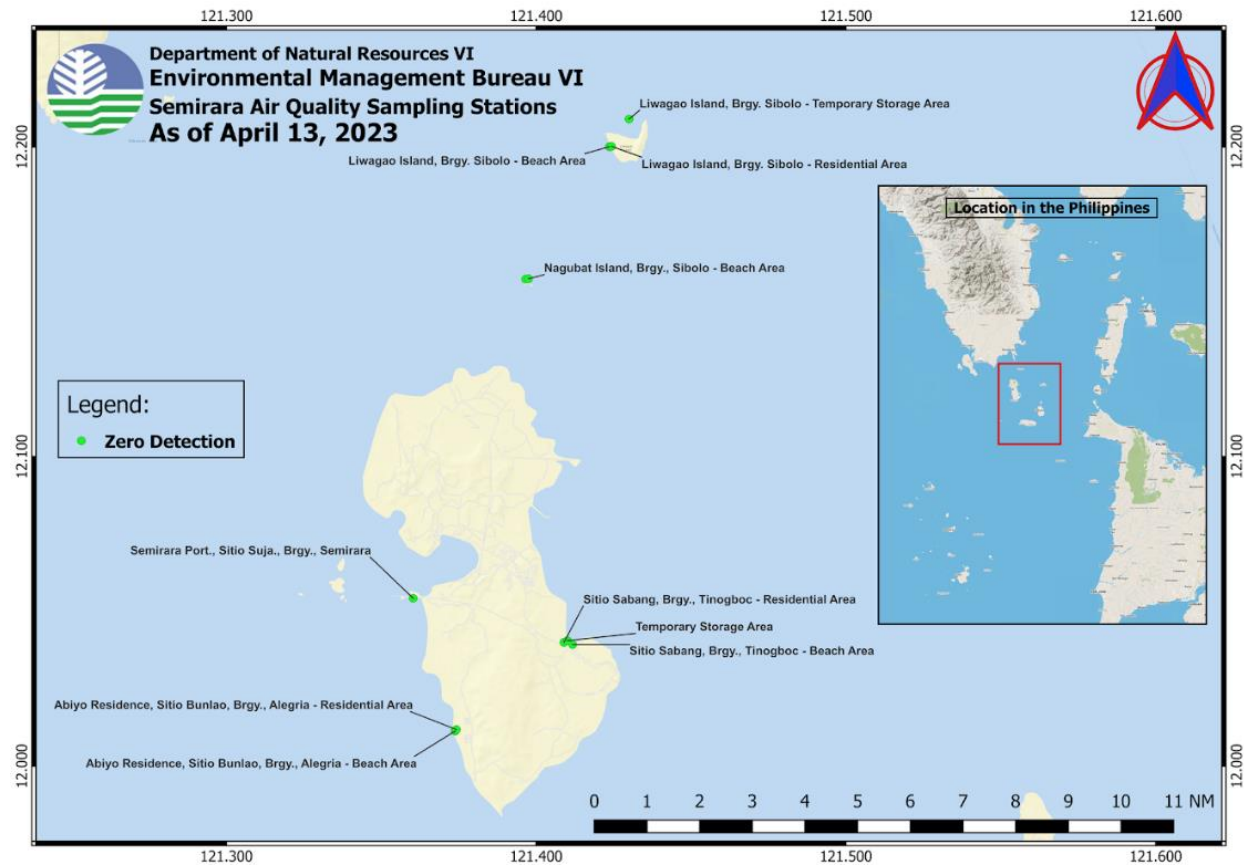 121.300 121.400 121.500 121.600
Department of Natural Resources VI
Environmental Management Bureau VI
Semirara Air Quality Sampling Stations
As of April 13, 2023
Liwagao Island, Brgy. Sibolo - Temporary Storage Area
12.200 12.200
Liwagao Island, Brgy. Sibolo - Beach Area
Liwagao Island, Brgy. Sibolo - Residential Area
Location in the Philippines
Nagubat Island, Brgy., Sibolo - Beach Area
Legend:
Zero Detection
12.100 12.100
Semirara Port., Sitio Suja., Brgy., Semirara
Sitio Sabang, Brgy., Tinogboc - Residential Area
Temporary Storage Area
Sitio Sabang, Brgy., Tinogboc - Beach Area
Abiyo Residence, Sitio Bunlao, Brgy., Alegria - Residential Area
Abiyo Residence, Sitio Bunlao, Brgy., Alegria - Beach Area
12.000 12.000
0 1 2 3 4 5 6 7 8 9 10 11 NM
121.300 121.400 121.500 121.600